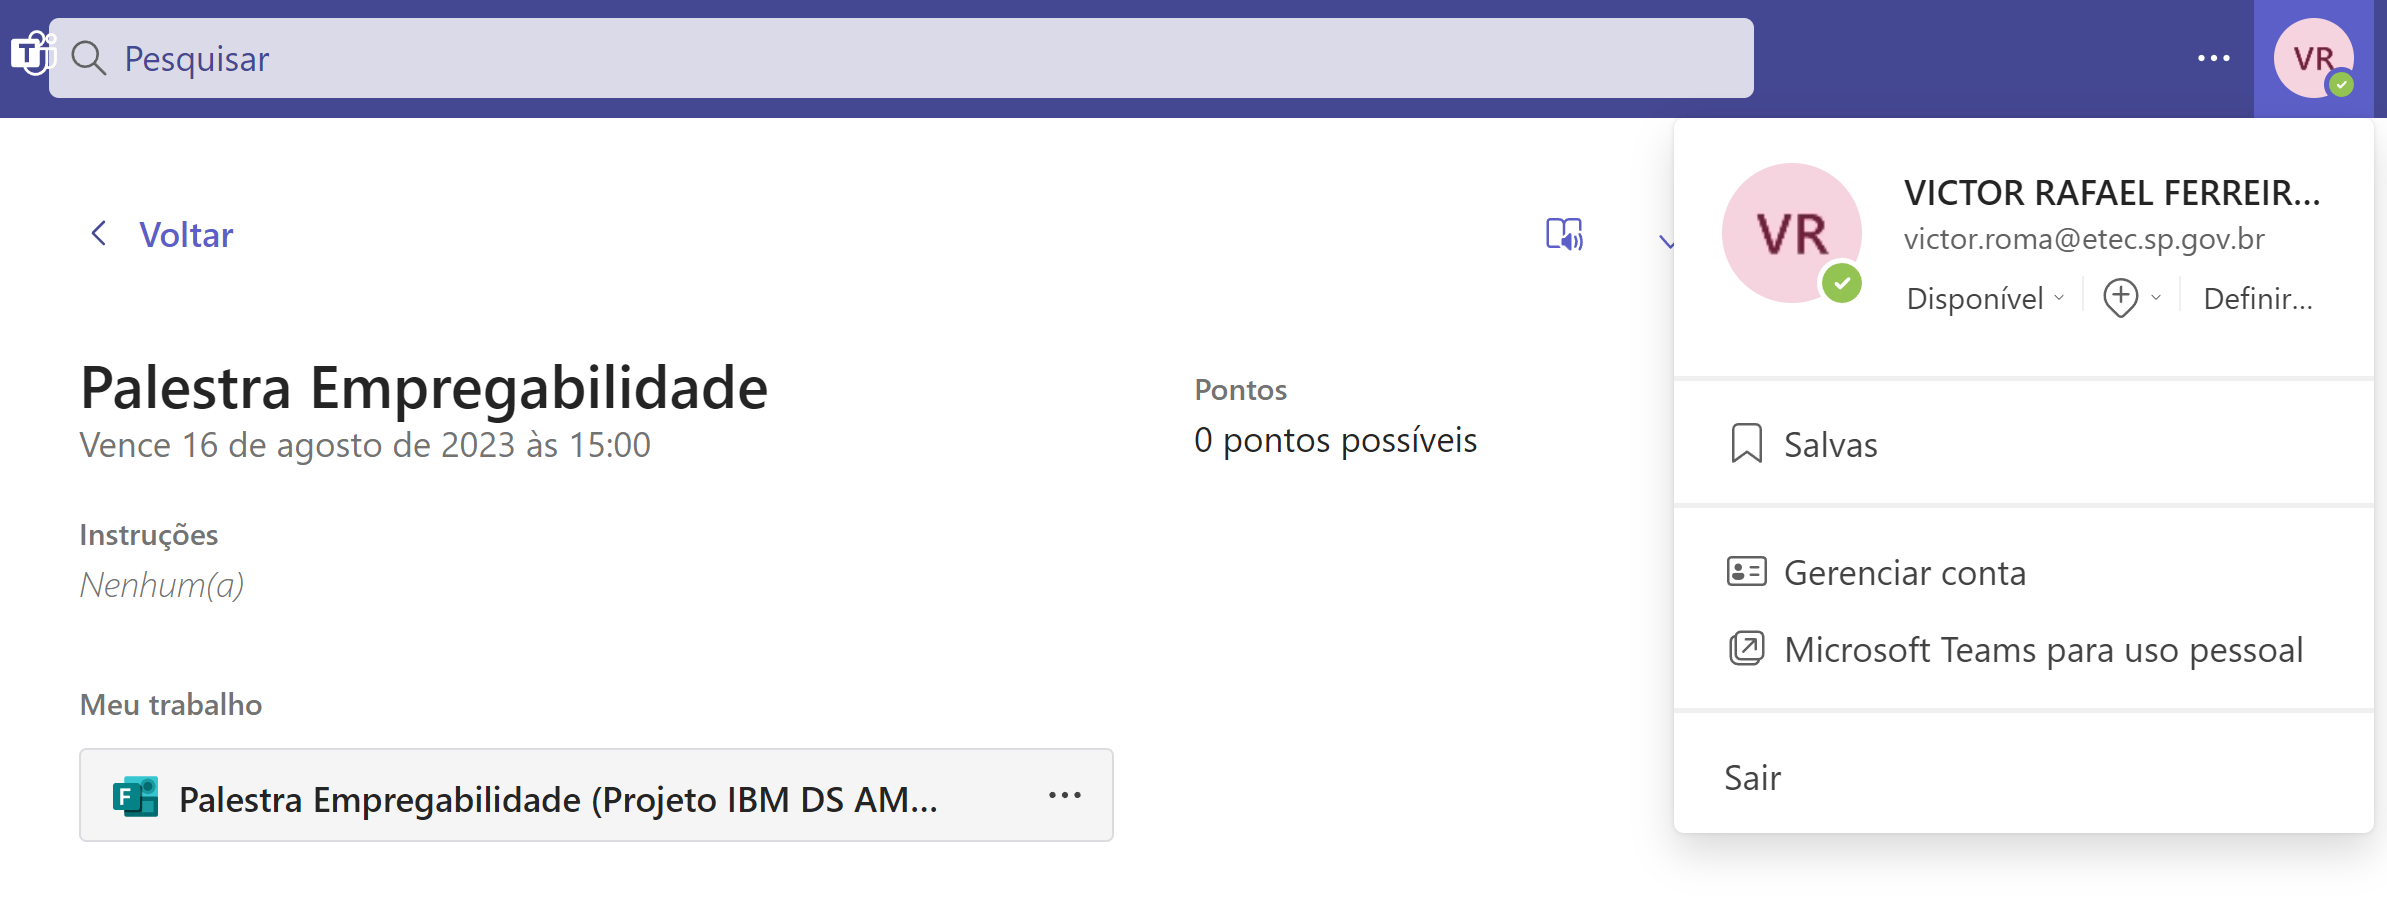 Pesquisar
VR
Voltar
Palestra Empregabilidade
Vence 16 de agosto de 2023 às 15:00
Pontos
0 pontos possíveis
Instruções
Nenhum(a)
Meu trabalho
Palestra Empregabilidade (Projeto IBM DS AM...
VR
VICTOR RAFAEL FERREIR...
victor.roma@etec.sp.gov.br
Disponível
Definir...
Salvas
Gerenciar conta
Microsoft Teams para uso pessoal
Sair